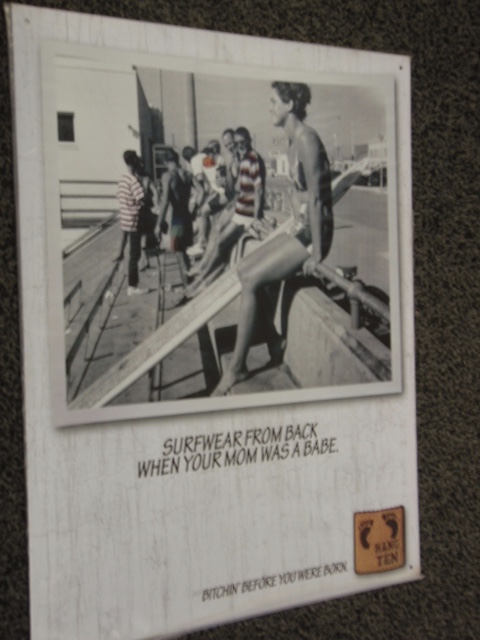 SURFWEAR FROM BACK
WHEN YOUR MOM WAS A BABE.
HANG
TEN
BITCHIN' BEFORE YOU WERE BORN.